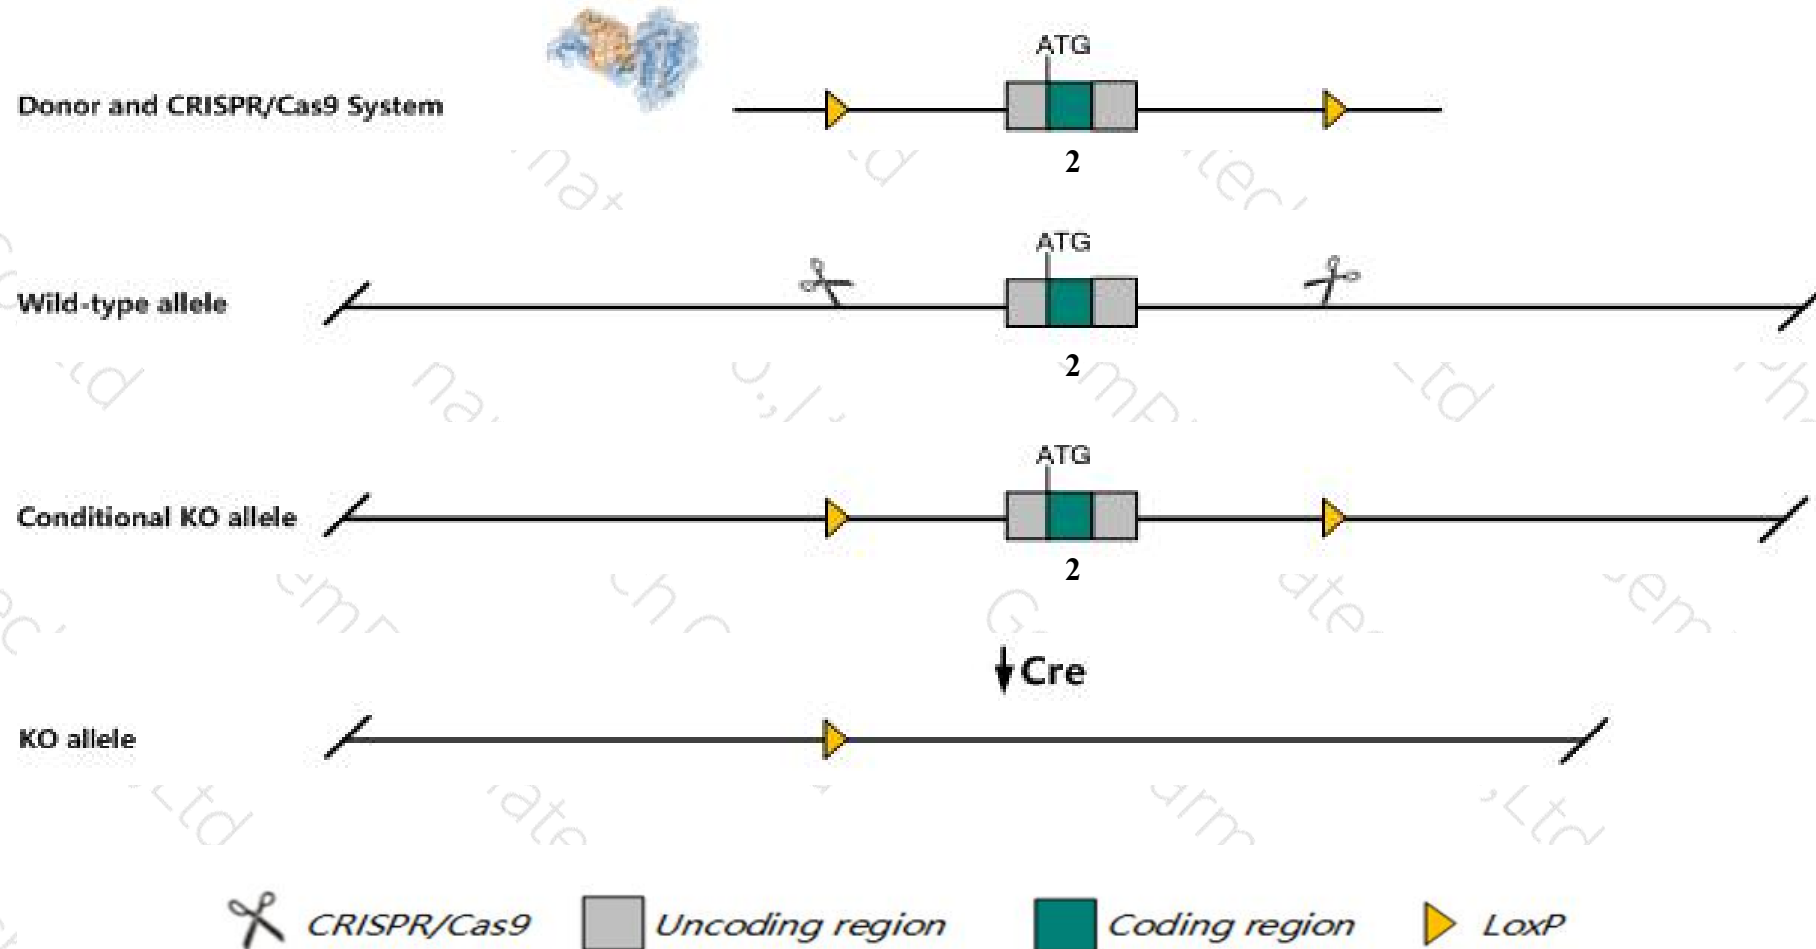 ATG
Donor and CRISPR/Cas9 System
2
ATG
Wild-type allele
2
ATG
Conditional KO allele
2
Cre
KO allele
CRISPR/Cas9 Uncoding region Coding region LoxP